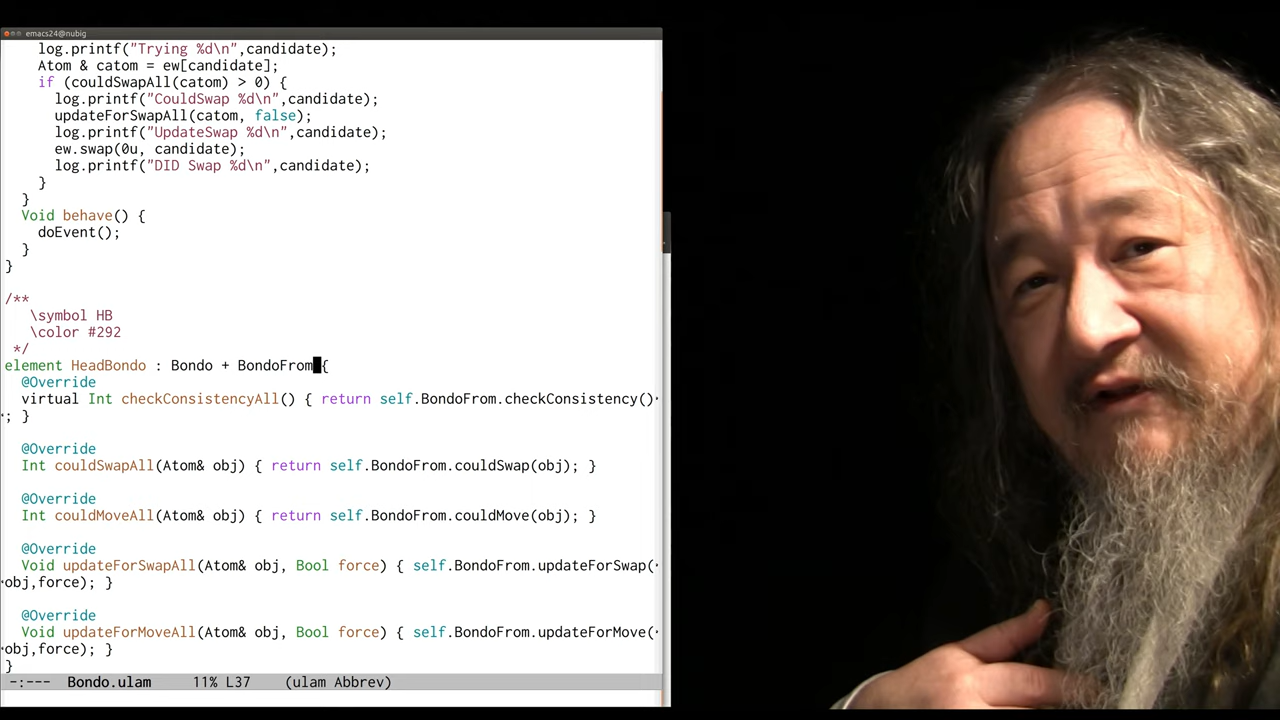 emacs24@nubig
log.printf("Trying %d\n",candidate);
Atom & catom = ew[candidate];
if (couldSwapAll(catom) > 0) {
log.printf("CouldSwap %d\n",candidate);
updateForSwapAll(catom, false);
log.printf("UpdateSwap %d\n",candidate);
ew.swap(0u, candidate);
log.printf("DID Swap %d\n",candidate);
}
}
Void behave() {
doEvent();
}
}
/**
\symbol HB
\color #292
*/
element HeadBondo : Bondo + BondoFrom {
@Override
virtual Int checkConsistencyAll() { return self.BondoFrom.checkConsistency()
; }
@Override
Int couldSwapAll(Atom& obj) { return self.BondoFrom.couldSwap(obj); }
@Override
Int couldMoveAll(Atom& obj) { return self.BondoFrom.couldMove(obj); }
@Override
Void updateForSwapAll(Atom& obj, Bool force) { self.BondoFrom.updateForSwap(
obj,force); }
@Override
Void updateForMoveAll(Atom& obj, Bool force) { self.BondoFrom.updateForMove(
obj,force); }
}
-:--- Bondo.ulam 11% L37 (ulam Abbrev)